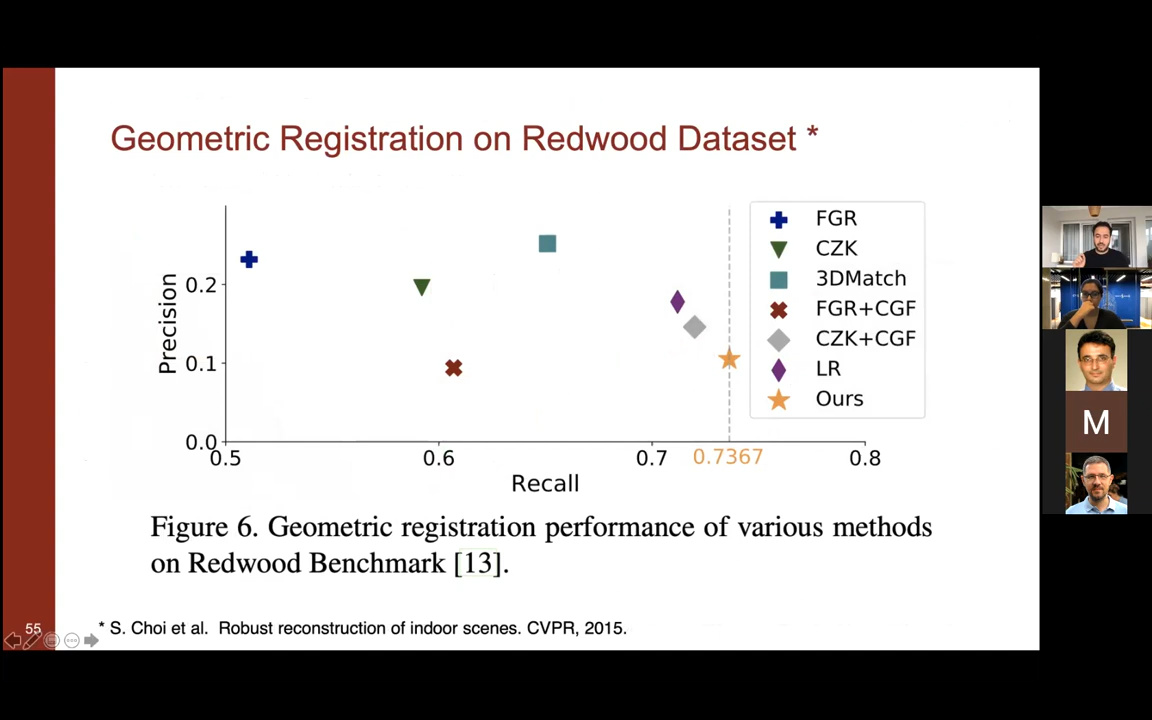 Geometric Registration on Redwood Dataset *
Precision
0.2
0.1
0.0
0.5
0.6
0.7
0.7367
0.8
Recall
FGR
CZK
3DMatch
FGR+CGF
CZK+CGF
LR
Ours
Figure 6. Geometric registration performance of various methods
on Redwood Benchmark [13].
55
* S. Choi et al. Robust reconstruction of indoor scenes. CVPR, 2015.
M